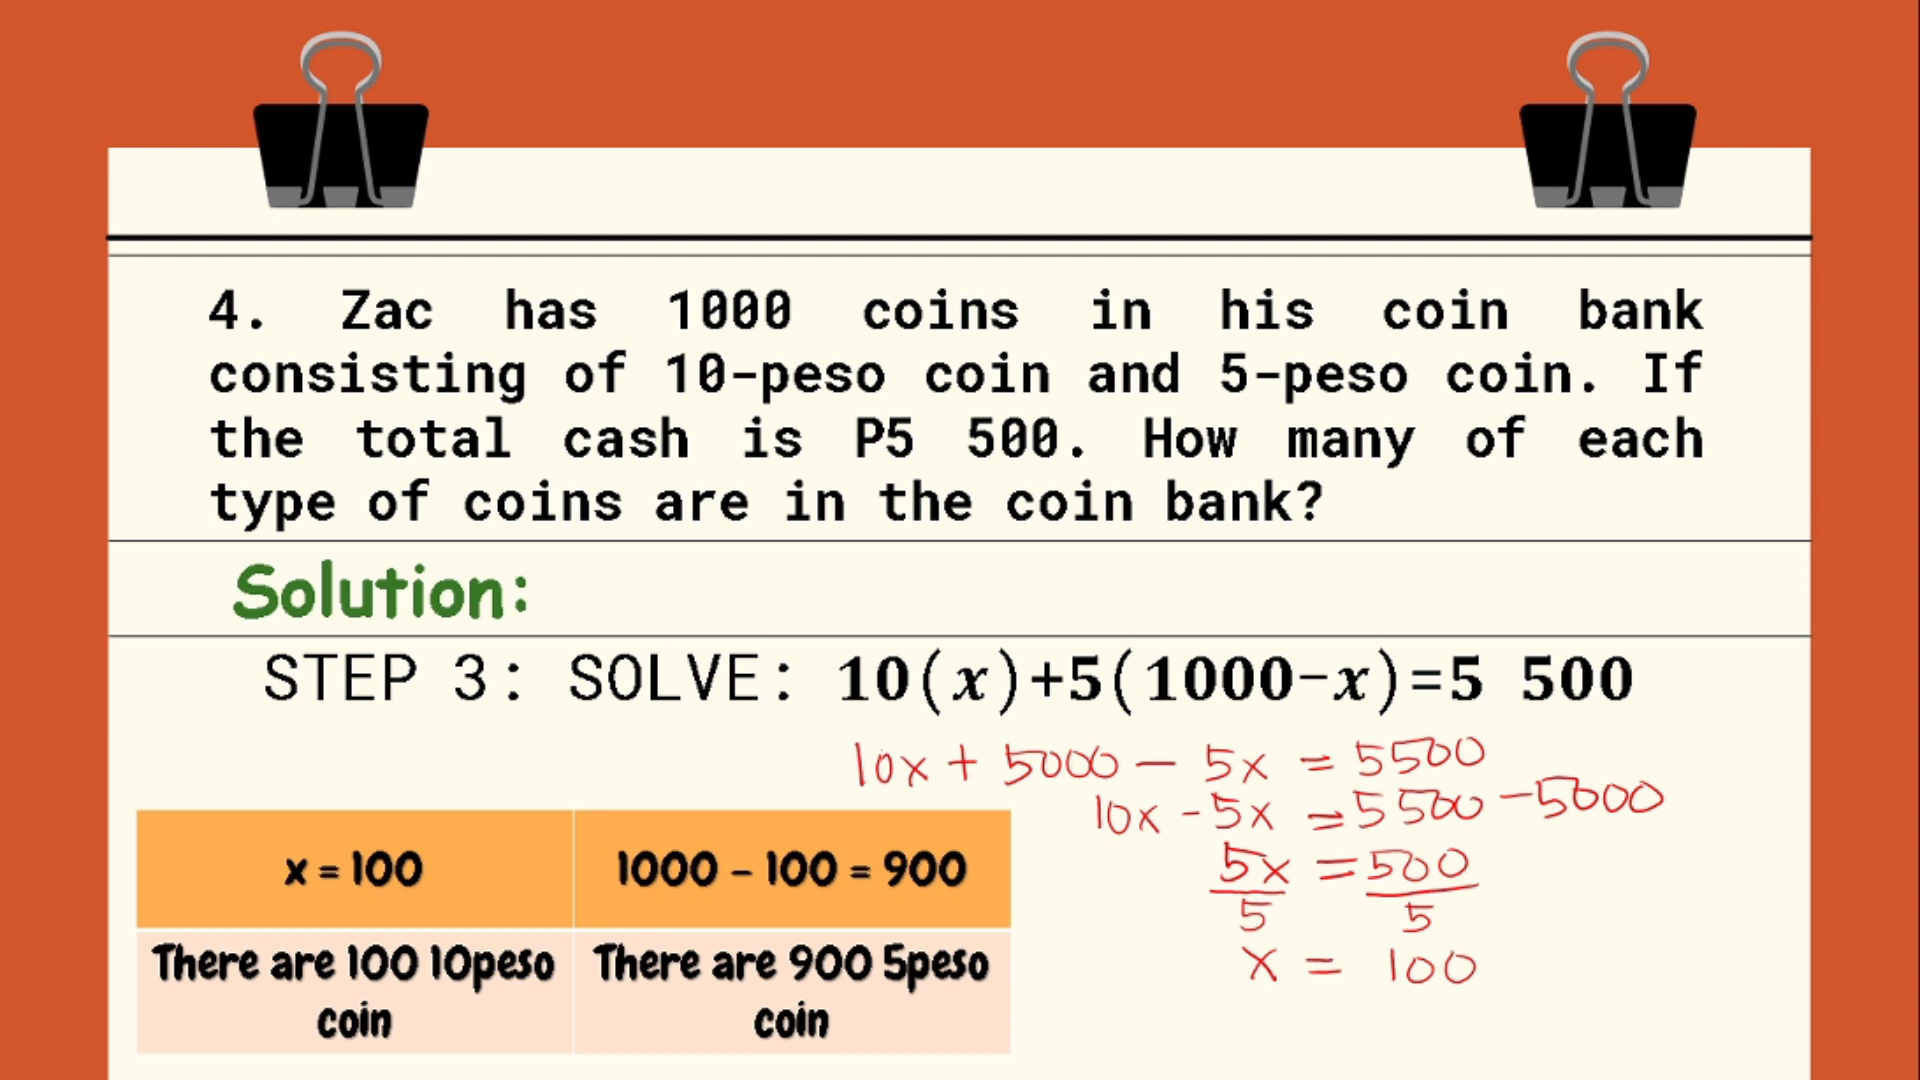 4. Zac has 1000 coins in his coin bank
consisting of 10-peso coin and 5-peso coin. If
the total cash is P5 500. How many of each
type of coins are in the coin bank?
Solution:
STEP 3: SOLVE: 10(x)+5(1000−x)=5 500
10x + 5000 - 5x = 5500
10x - 5x = 5500 - 5000
5x = 500
5 5
x = 100
x = 100
1000 - 100 = 900
There are 100 10peso
coin
There are 900 5peso
coin